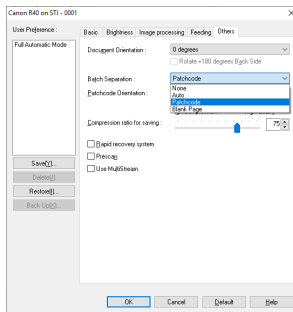 Canon R40 on STI - 0001
User Preference :
Full Automatic Mode
Save(Y)...
Delete(J)
Restore(I)...
Back Up(K)...
Basic Brightness Image processing Feeding Others
Document Orientation : 0 degrees
Rotate +180 degrees Back Side
Batch Separation : Patchcode
None
Auto
Patchcode
Blank Page
Patchcode Orientation :
Compression ratio for saving : 75
Rapid recovery system
Prescan
Use MultiStream
OK Cancel Default Help